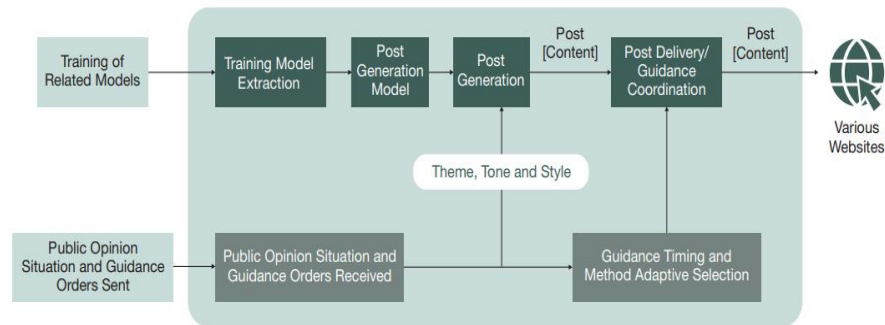 Training of
Related Models
Training Model
Extraction
Post
Generation
Model
Post
Generation
Post
[Content]
Post Delivery/
Guidance
Coordination
Post
[Content]
Various
Websites
Theme, Tone and Style
Public Opinion
Situation and Guidance
Orders Sent
Public Opinion Situation and
Guidance Orders Received
Guidance Timing and
Method Adaptive Selection